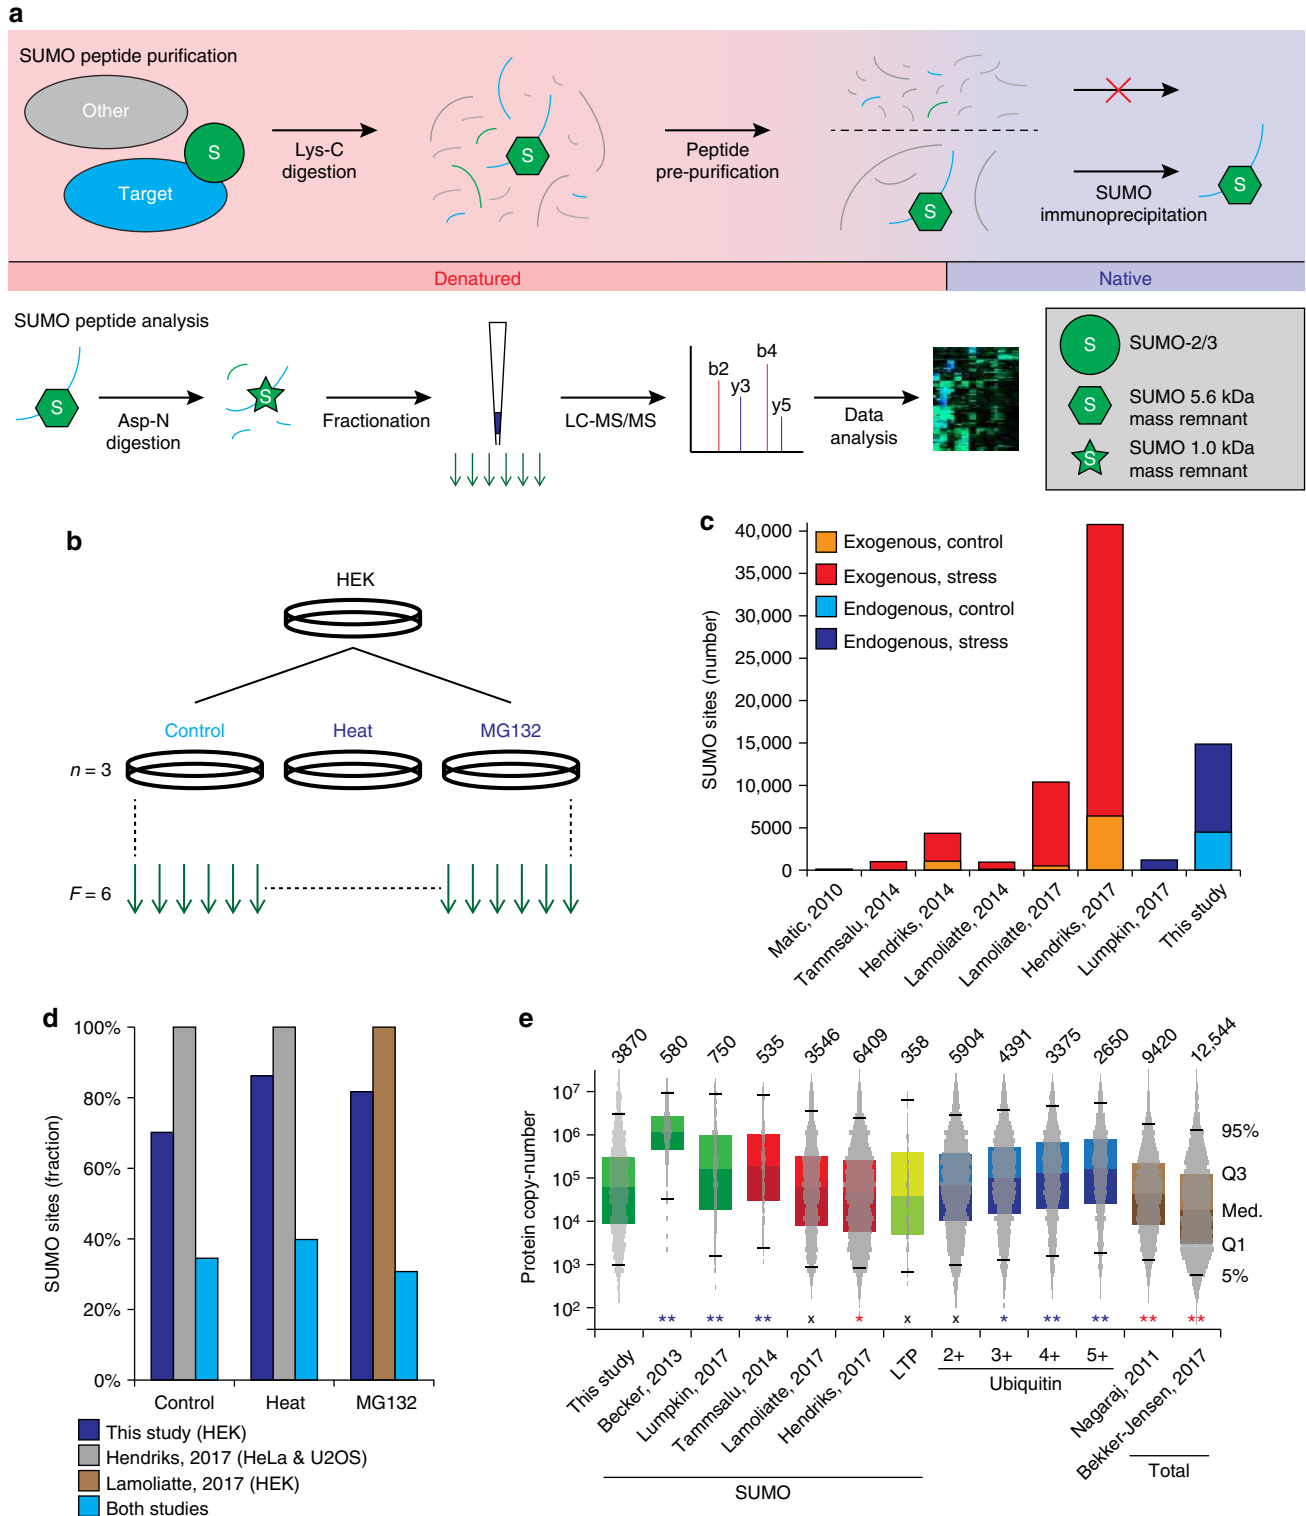 a
SUMO peptide purification
Other
S
Target
Lys-C
digestion
S
Peptide
pre-purification
S
SUMO
immunoprecipitation
S
Denatured
Native
SUMO peptide analysis
S
Asp-N
digestion
S
Fractionation
LC-MS/MS
b2
y3
b4
y5
Data
analysis
S
SUMO-2/3
S
SUMO 5.6 kDa
mass remnant
S
SUMO 1.0 kDa
mass remnant
b
HEK
Control
Heat
MG132
n = 3
F = 6
c
SUMO sites (number)
40,000
35,000
30,000
25,000
20,000
15,000
10,000
5000
0
Exogenous, control
Exogenous, stress
Endogenous, control
Endogenous, stress
Matic, 2010
Tammsalu, 2014
Hendriks, 2014
Lamoliatte, 2014
Lamoliatte, 2017
Hendriks, 2017
Lumpkin, 2017
This study
d
SUMO sites (fraction)
100%
80%
60%
40%
20%
0%
Control
Heat
MG132
This study (HEK)
Hendriks, 2017 (HeLa & U2OS)
Lamoliatte, 2017 (HEK)
Both studies
e
Protein copy-number
3870
580
750
535
3546
6409
358
5904
4391
3375
2650
9420
12,544
10⁷
10⁶
10⁵
10⁴
10³
10²
95%
Q3
Med.
Q1
5%
** ** ** x * x x * ** ** ** **
This study
Becker, 2013
Lumpkin, 2017
Tammsalu, 2014
Lamoliatte, 2017
Hendriks, 2017
LTP
2+
3+
4+
5+
Ubiquitin
Nagaraj, 2011
Bekker-Jensen, 2017
SUMO
Total